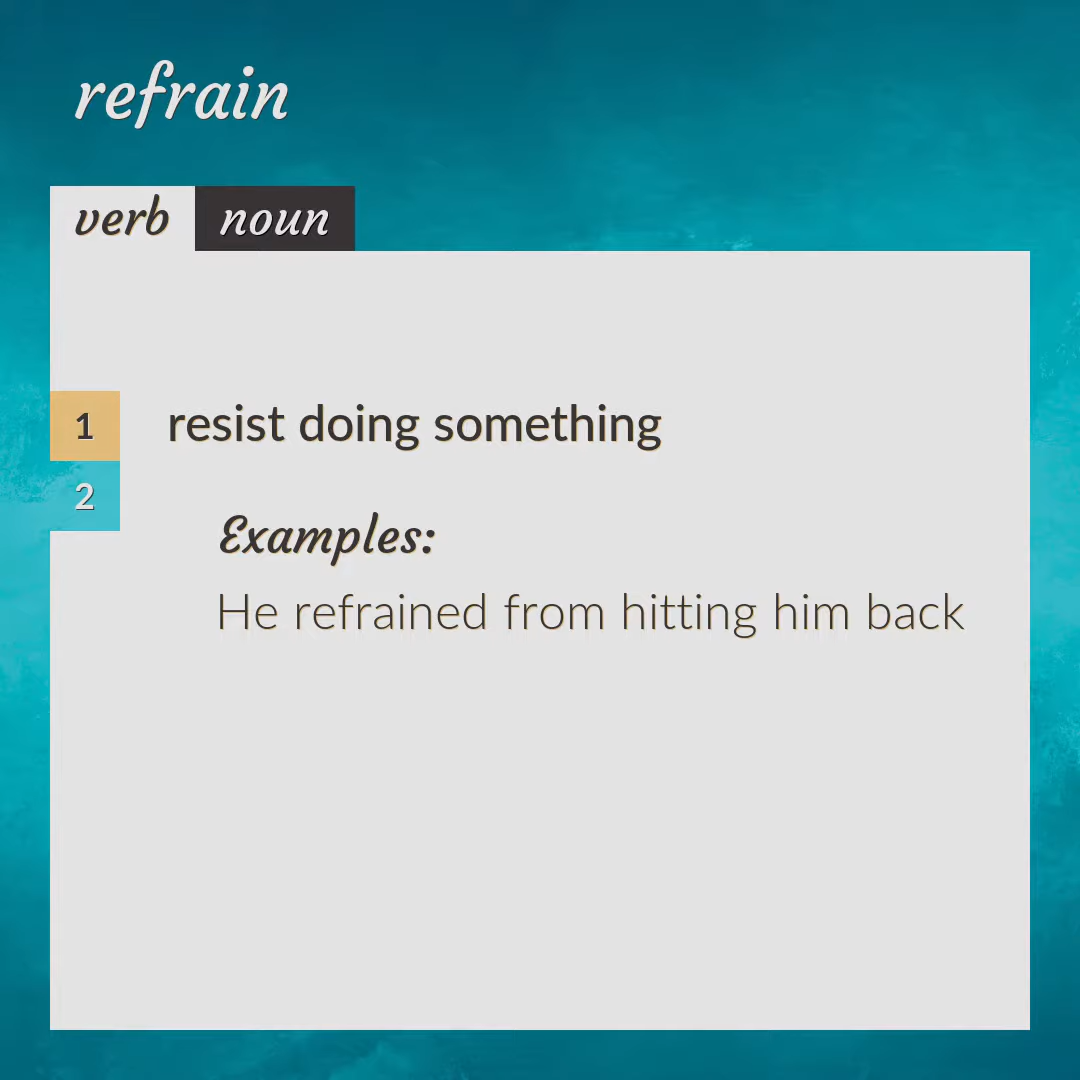 refrain
verb noun
1 resist doing something
2
Examples:
He refrained from hitting him back